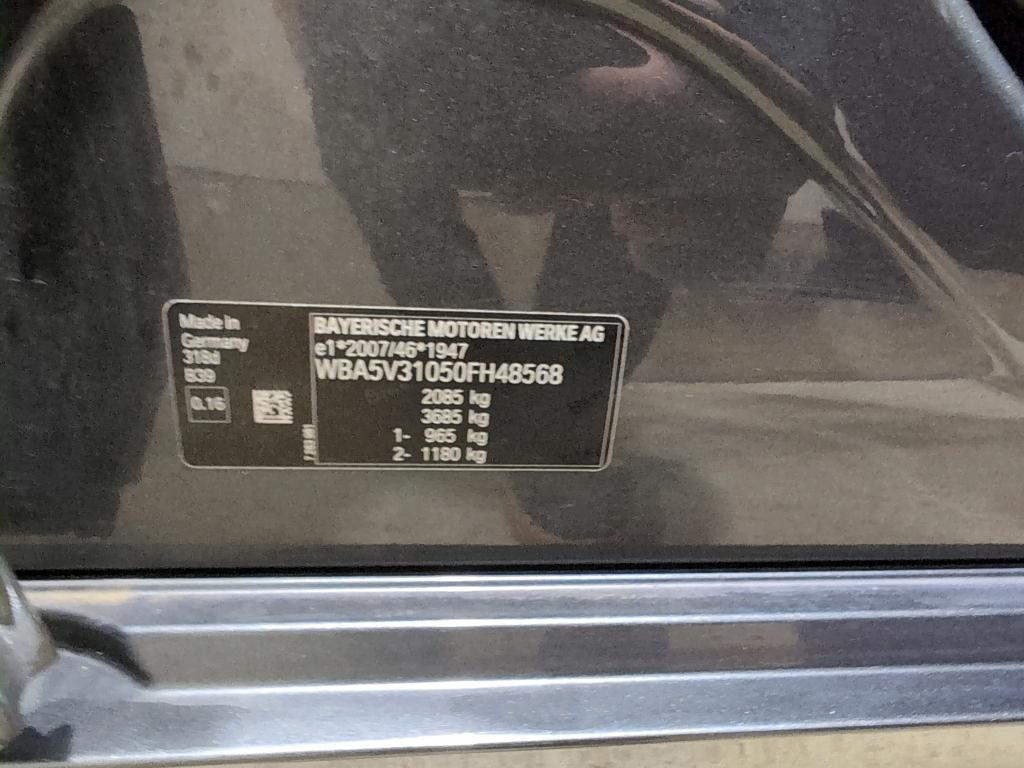 Made in
Germany
318d
B39
0.16
BAYERISCHE MOTOREN WERKE AG
e1*2007/46*1947
WBA5V31050FH48568
2085 kg
3685 kg
1- 965 kg
2- 1180 kg